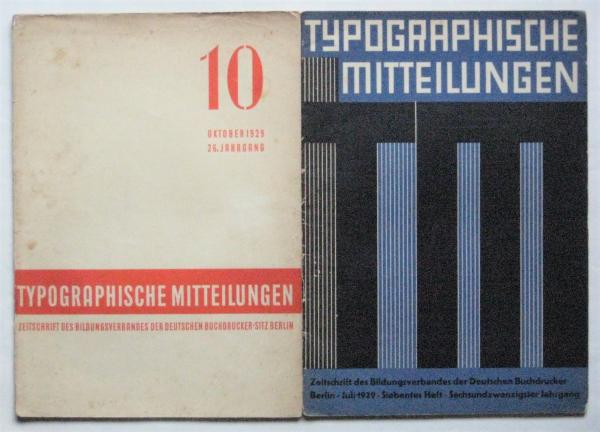 10
OKTOBER 1929
26. JAHRGANG
TYPOGRAPHISCHE MITTEILUNGEN
ZEITSCHRIFT DES BILDUNGSVERBANDES DER DEUTSCHEN BUCHDRUCKER · SITZ BERLIN
TYPOGRAPHISCHE
MITTEILUNGEN
Zeitschrift des Bildungsverbandes der Deutschen Buchdrucker
Berlin · Juli 1929 · Siebentes Heft · Sechsundzwanzigster Jahrgang